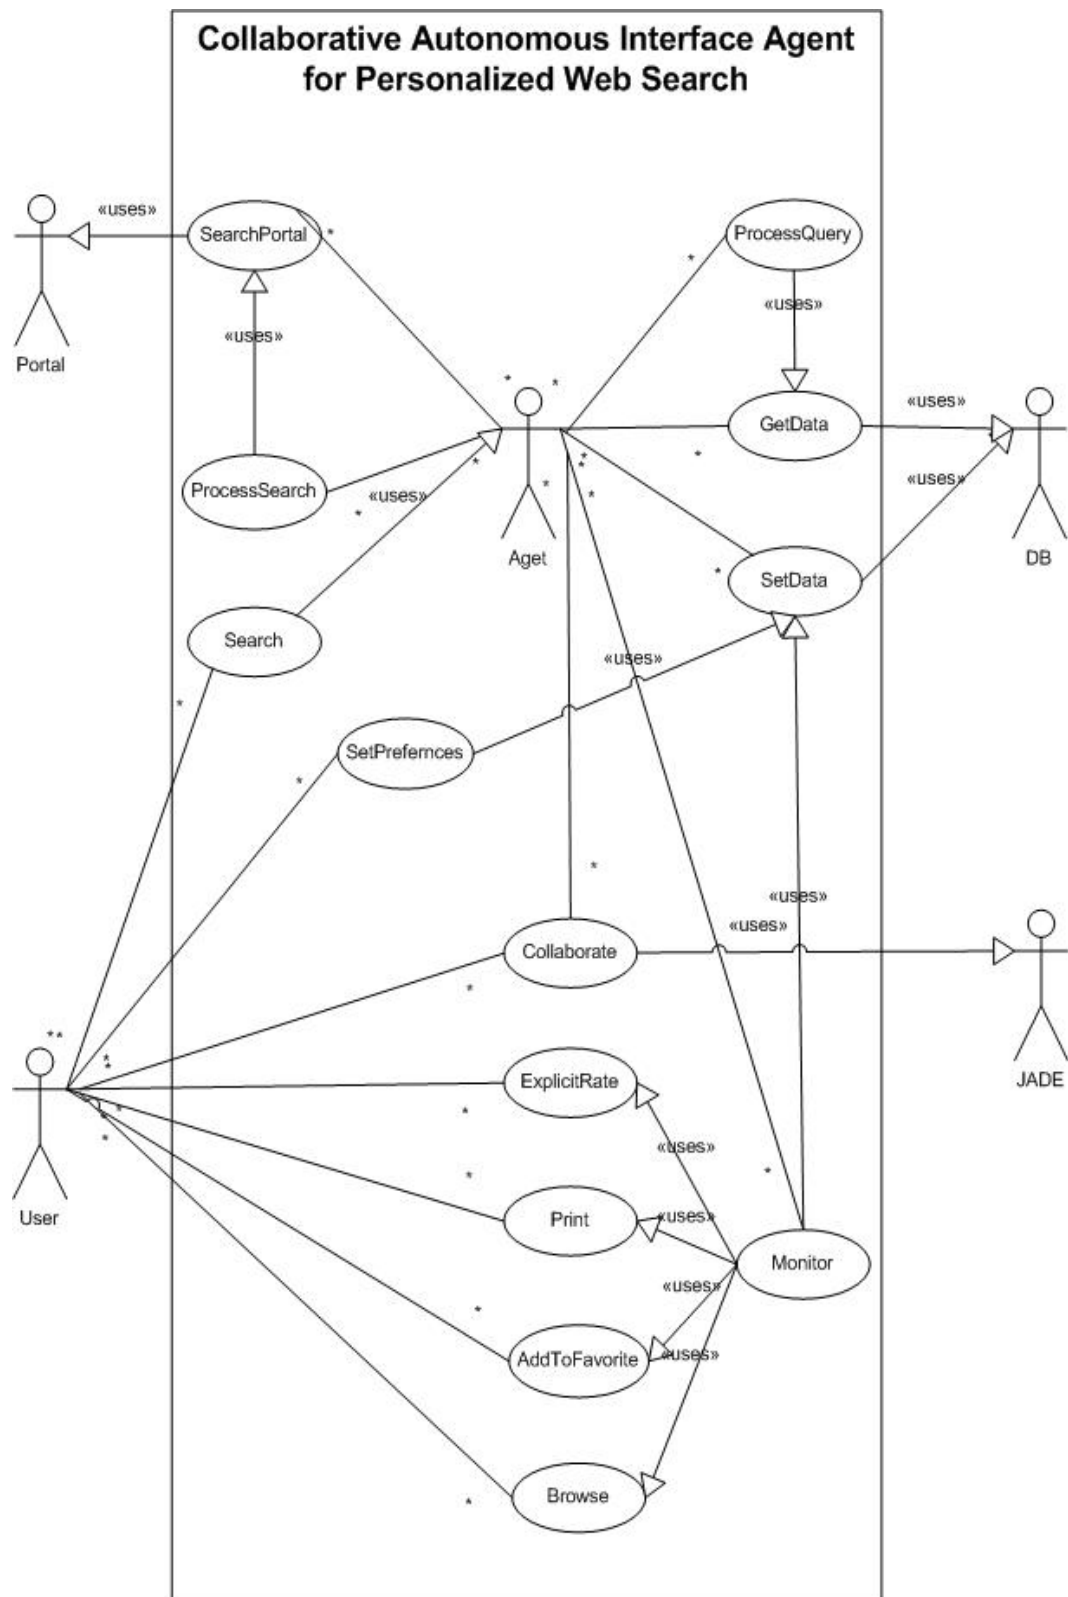 Collaborative Autonomous Interface Agent
for Personalized Web Search
«uses»
SearchPortal
*
ProcessQuery
*
«uses»
«uses»
Portal
*
*
«uses»
GetData
«uses»
*
*
*
*
ProcessSearch
«uses»
*
*
*
«uses»
Aget
DB
*
SetData
Search
«uses»
*
SetPrefernces
*
*
«uses»
«uses»
Collaborate
*
**
*
*
ExplicitRate
JADE
*
*
*
*
«uses»
*
*
User
Print
«uses»
Monitor
«uses»
*
AddToFavorite
«uses»
Browse
*